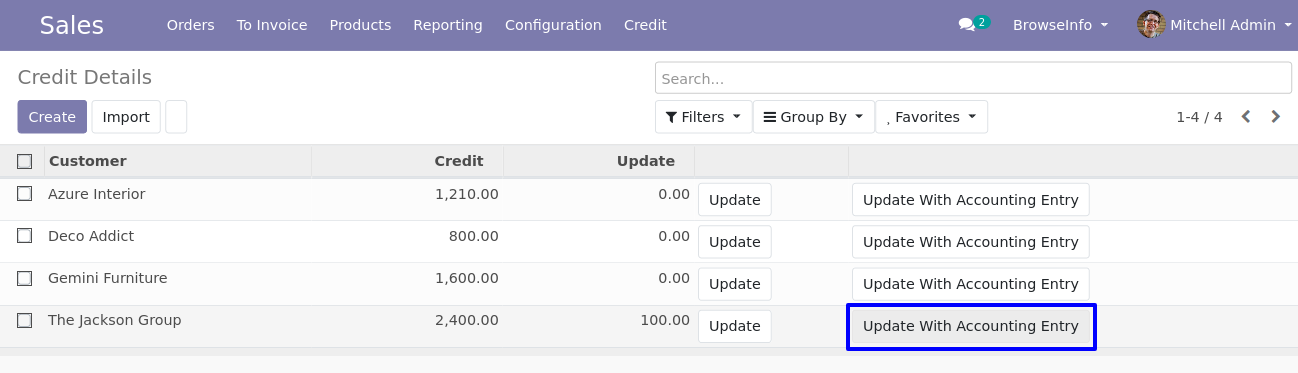 Sales Orders To Invoice Products Reporting Configuration Credit 2 BrowseInfo Mitchell Admin
Credit Details Search...
Create Import Filters Group By Favorites 1-4 / 4
Customer Credit Update
Azure Interior 1,210.00 0.00 Update Update With Accounting Entry
Deco Addict 800.00 0.00 Update Update With Accounting Entry
Gemini Furniture 1,600.00 0.00 Update Update With Accounting Entry
The Jackson Group 2,400.00 100.00 Update Update With Accounting Entry